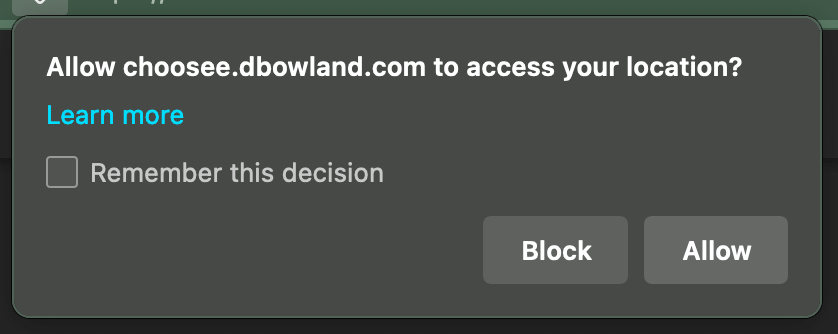 Allow choosee.dbowland.com to access your location?
Learn more
Remember this decision
Block
Allow